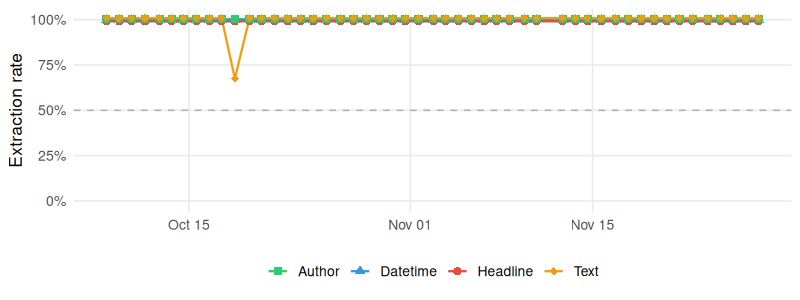 Extraction rate
100%
75%
50%
25%
0%
Oct 15 Nov 01 Nov 15
Author Datetime Headline Text